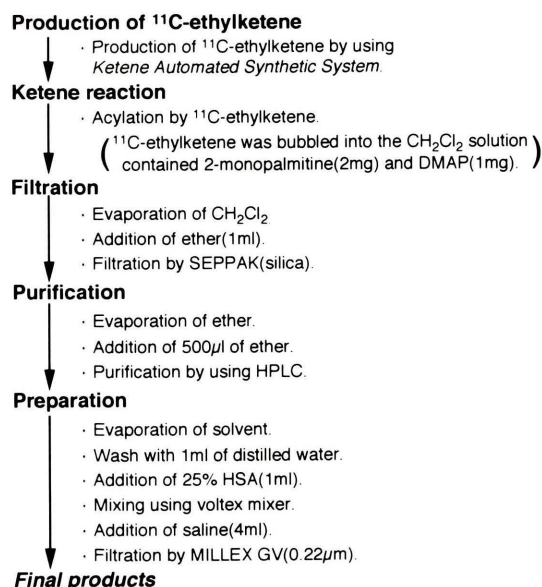 Production of ¹¹C-ethylketene
· Production of ¹¹C-ethylketene by using
Ketene Automated Synthetic System.
Ketene reaction
· Acylation by ¹¹C-ethylketene.
(¹¹C-ethylketene was bubbled into the CH₂Cl₂ solution
contained 2-monopalmitine(2mg) and DMAP(1mg).)
Filtration
· Evaporation of CH₂Cl₂.
· Addition of ether(1ml).
· Filtration by SEPPAK(silica).
Purification
· Evaporation of ether.
· Addition of 500µl of ether.
· Purification by using HPLC.
Preparation
· Evaporation of solvent.
· Wash with 1ml of distilled water.
· Addition of 25% HSA(1ml).
· Mixing using voltex mixer.
· Addition of saline(4ml).
· Filtration by MILLEX GV(0.22µm).
Final products